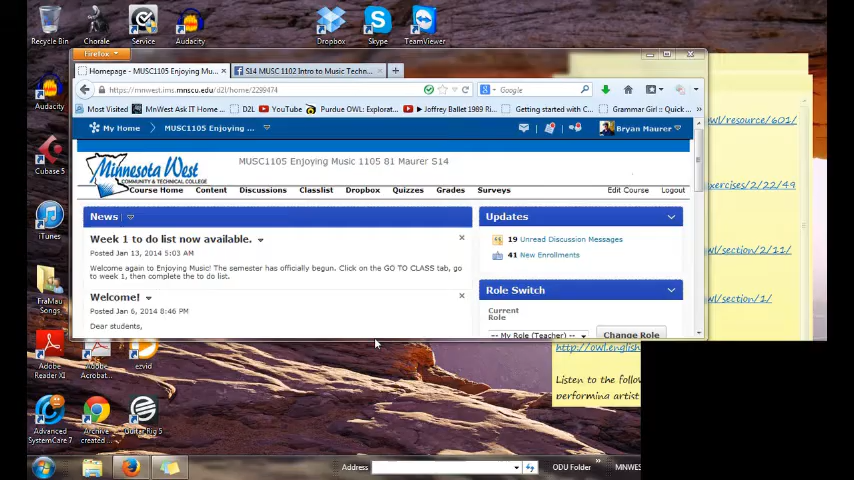 Recycle Bin
Chorale
Service
Audacity
Dropbox
Skype
TeamViewer
Firefox
Homepage - MUSC1105 Enjoying Mu...
S14 MUSC 1102 Intro to Music Techn...
https://mnwest.ims.mnscu.edu/d2l/home/2299474
Google
Most Visited
MnWest ASK IT Home ...
D2L
YouTube
Purdue OWL: Explorat...
Joffrey Ballet 1989 Ri...
Getting started with C...
Grammar Girl :: Quick ...
My Home
MUSC1105 Enjoying ...
Bryan Maurer
Minnesota West
COMMUNITY & TECHNICAL COLLEGE
MUSC1105 Enjoying Music 1105 81 Maurer S14
Course Home Content Discussions Classlist Dropbox Quizzes Grades Surveys Edit Course Logout
News
Week 1 to do list now available.
Posted Jan 13, 2014 5:03 AM
Welcome again to Enjoying Music! The semester has officially begun. Click on the GO TO CLASS tab, go
to week 1, then complete the to do list.
Welcome!
Posted Jan 6, 2014 8:46 PM
Dear students,
Updates
19 Unread Discussion Messages
41 New Enrollments
Role Switch
Current
Role
-- My Role (Teacher) --
Change Role
Audacity
Cubase 5
iTunes
FraMau
Songs
Adobe
Reader XI
Adobe
Acrobat...
ezvid
Advanced
SystemCare 7
Archive
created ...
Guitar Rig 5
owl/resource/601/
exercises/2/22/49
owl/section/2/11/
owl/section/1/
http://owl.english
Listen to the follow
performing artist
Address
ODU Folder
MNWES